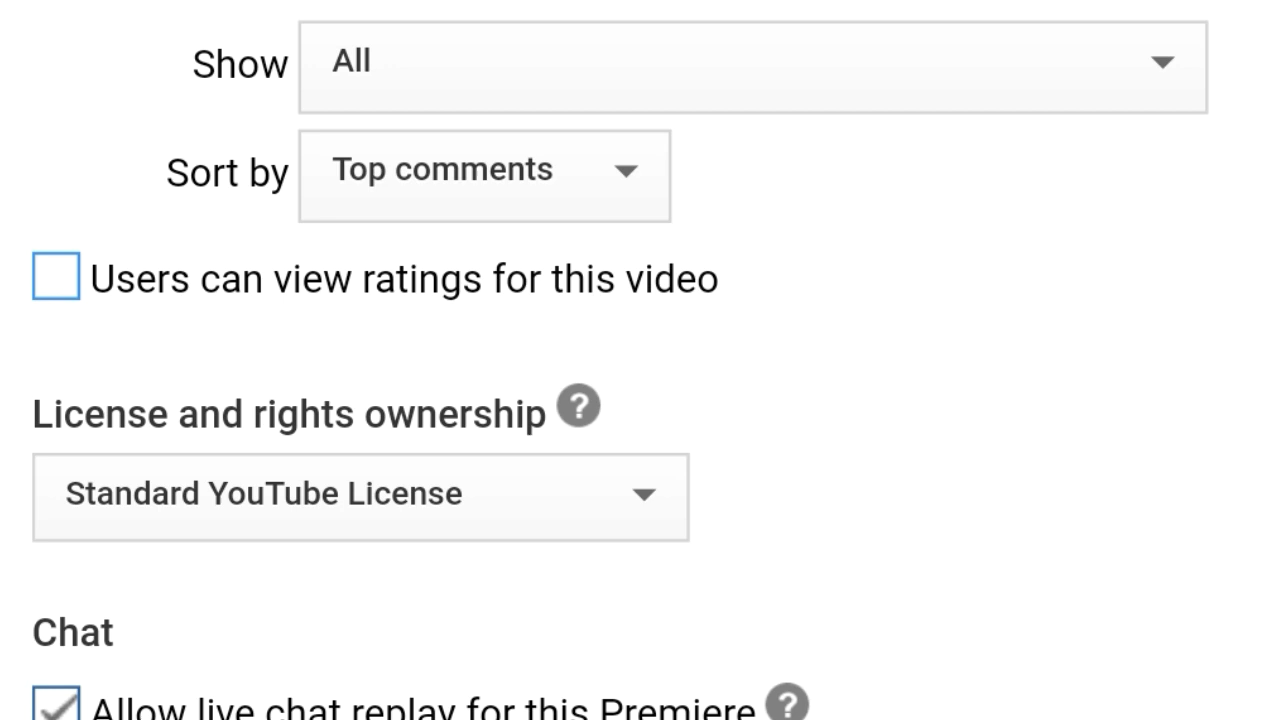 Show All
Sort by Top comments
Users can view ratings for this video
License and rights ownership ?
Standard YouTube License
Chat
Allow live chat replay for this Premiere ?